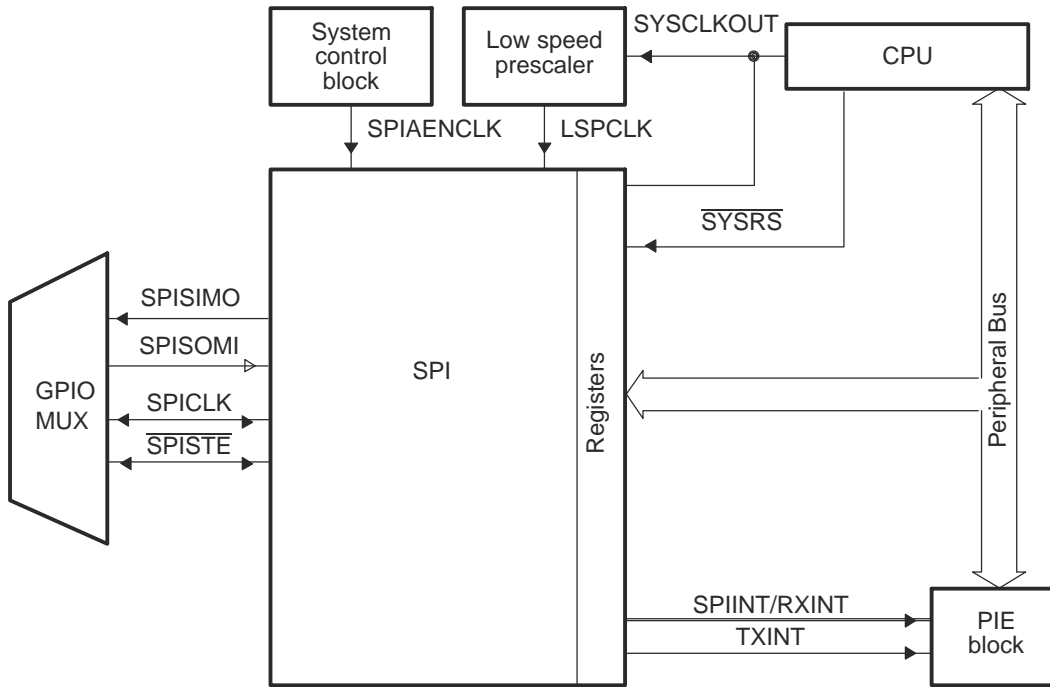 System
control
block
Low speed
prescaler
SYSCLKOUT
CPU
SPIAENCLK
LSPCLK
SYSRS
SPISIMO
SPISOMI
GPIO
MUX
SPICLK
SPISTE
SPI
Registers
Peripheral Bus
SPIINT/RXINT
TXINT
PIE
block